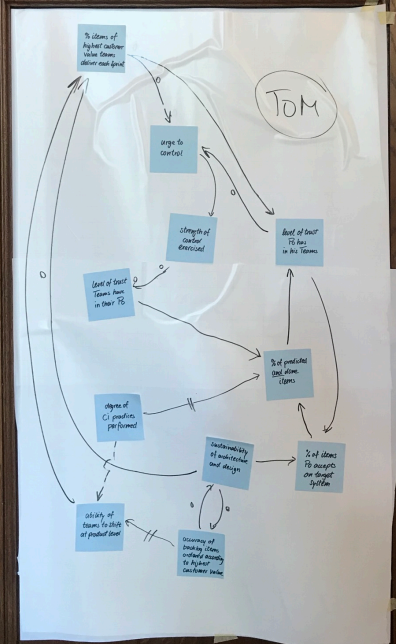 % items of
highest customer
value teams
deliver each sprint
TOM
urge to
control
strength of
control
exercised
level of trust
Po has
in his Teams
Level of trust
Teams have
in their Po
% of predicted
and done
items
degree of
Ci practices
performed
sustainability
of architecture
and design
% of items
Po accepts
on target
System
ability of
teams to shift
at product level
accuracy of
backlog items
ordered according
to highest
customer value
o
o
o
o
o
o
o